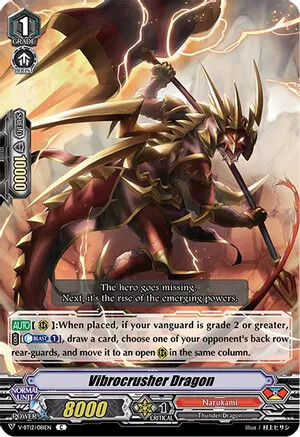 1
GRADE
BOOST
SHIELD
10000
The hero goes missing.
Next, it's the rise of the emerging powers.
AUTO [R]:When placed, if your vanguard is grade 2 or greater,
[C BLAST 1], draw a card, choose one of your opponent's back row
rear-guards, and move it to an open R in the same column.
NORMAL
UNIT
Vibrocrusher Dragon
V-BT12/081EN C
POWER
8000
1
CRITICAL
Narukami
Thunder Dragon
Illust / 村上ヒサシ